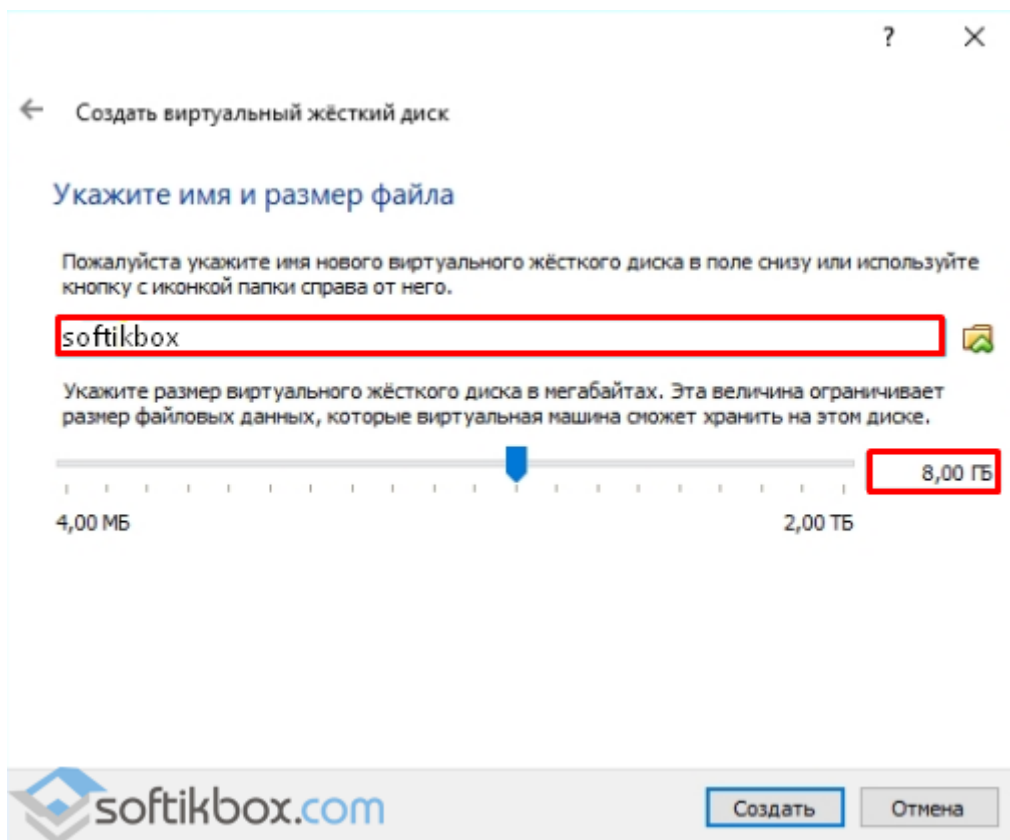 ?
Создать виртуальный жёсткий диск
Укажите имя и размер файла
Пожалуйста укажите имя нового виртуального жёсткого диска в поле снизу или используйте
кнопку с иконкой папки справа от него.
softikbox
Укажите размер виртуального жёсткого диска в мегабайтах. Эта величина ограничивает
размер файловых данных, которые виртуальная машина сможет хранить на этом диске.
8,00 ГБ
4,00 МБ 2,00 ТБ
softikbox.com
Создать Отмена